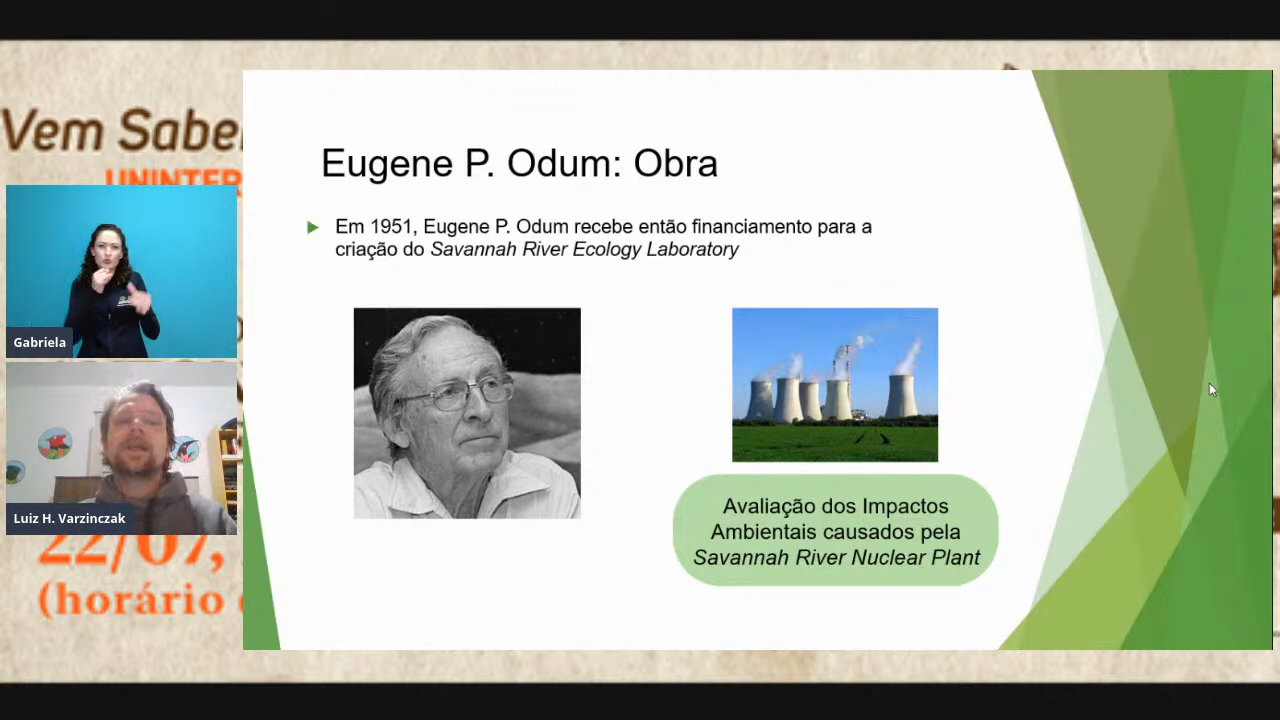 Vem Sabe
UNINTER
Eugene P. Odum: Obra
Em 1951, Eugene P. Odum recebe então financiamento para a
criação do Savannah River Ecology Laboratory
Gabriela
Luiz H. Varzinczak
Avaliação dos Impactos
Ambientais causados pela
Savannah River Nuclear Plant
22/07,
(horário